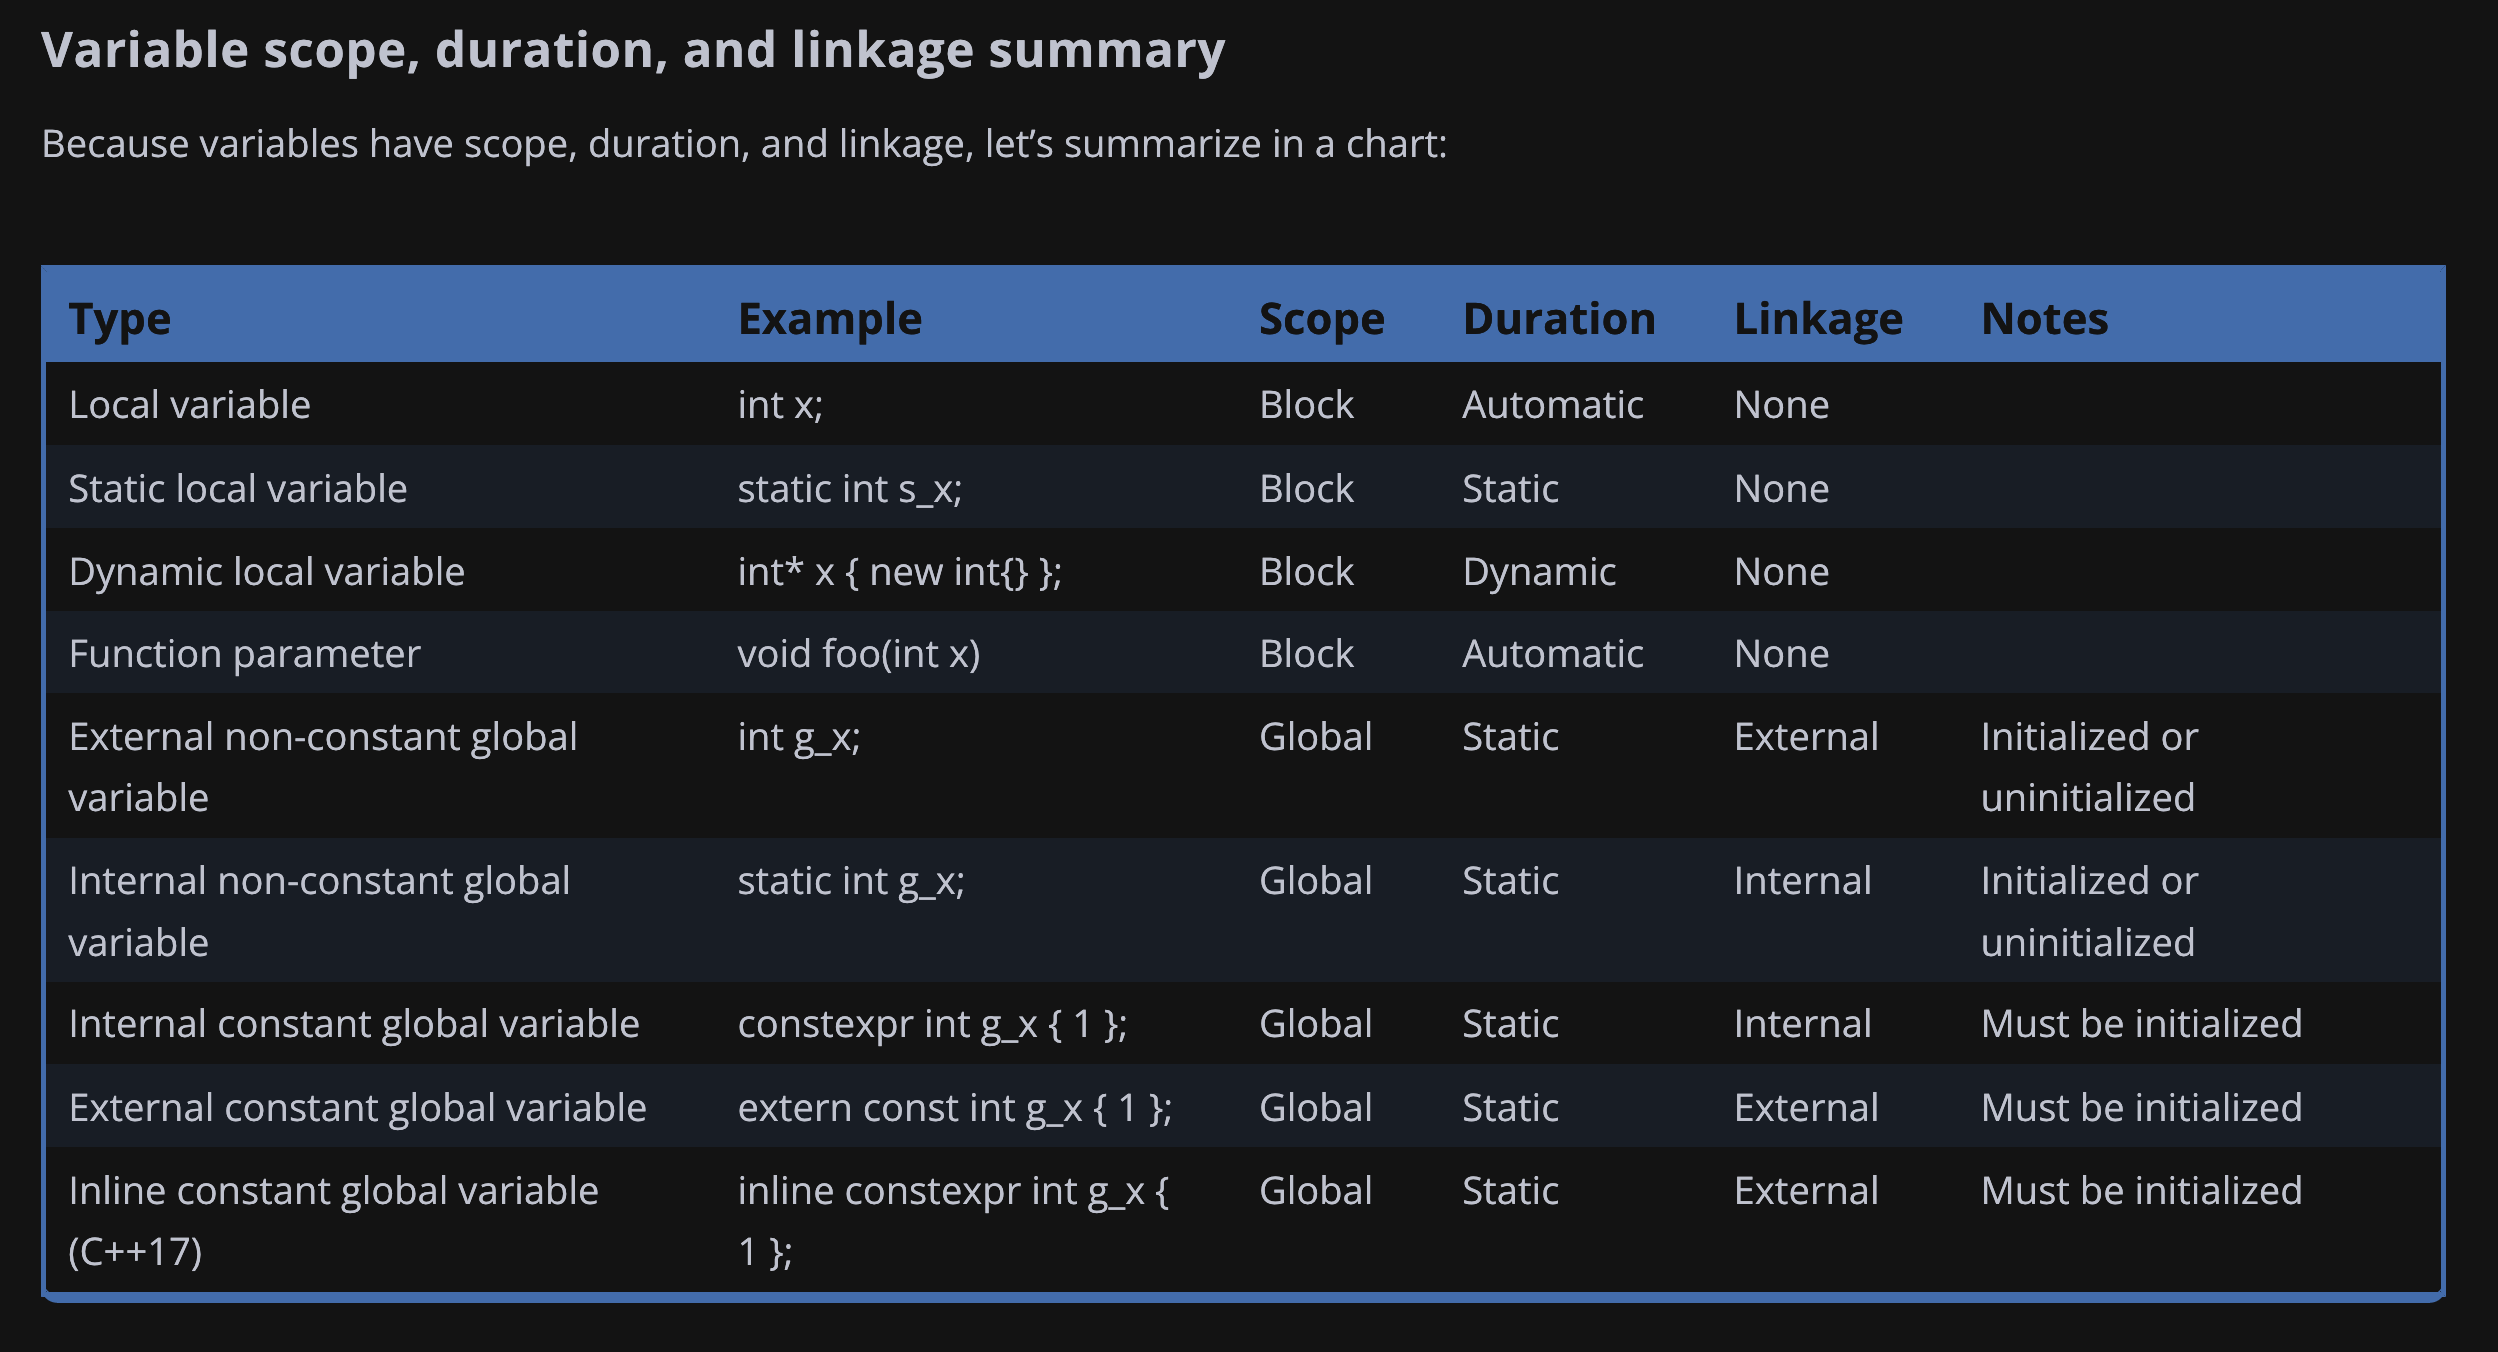 Variable scope, duration, and linkage summary
Because variables have scope, duration, and linkage, let’s summarize in a chart:
Type Example Scope Duration Linkage Notes
Local variable int x; Block Automatic None
Static local variable static int s_x; Block Static None
Dynamic local variable int* x { new int{} }; Block Dynamic None
Function parameter void foo(int x) Block Automatic None
External non-constant global int g_x; Global Static External Initialized or
variable uninitialized
Internal non-constant global static int g_x; Global Static Internal Initialized or
variable uninitialized
Internal constant global variable constexpr int g_x { 1 }; Global Static Internal Must be initialized
External constant global variable extern const int g_x { 1 }; Global Static External Must be initialized
Inline constant global variable inline constexpr int g_x { Global Static External Must be initialized
(C++17) 1 };